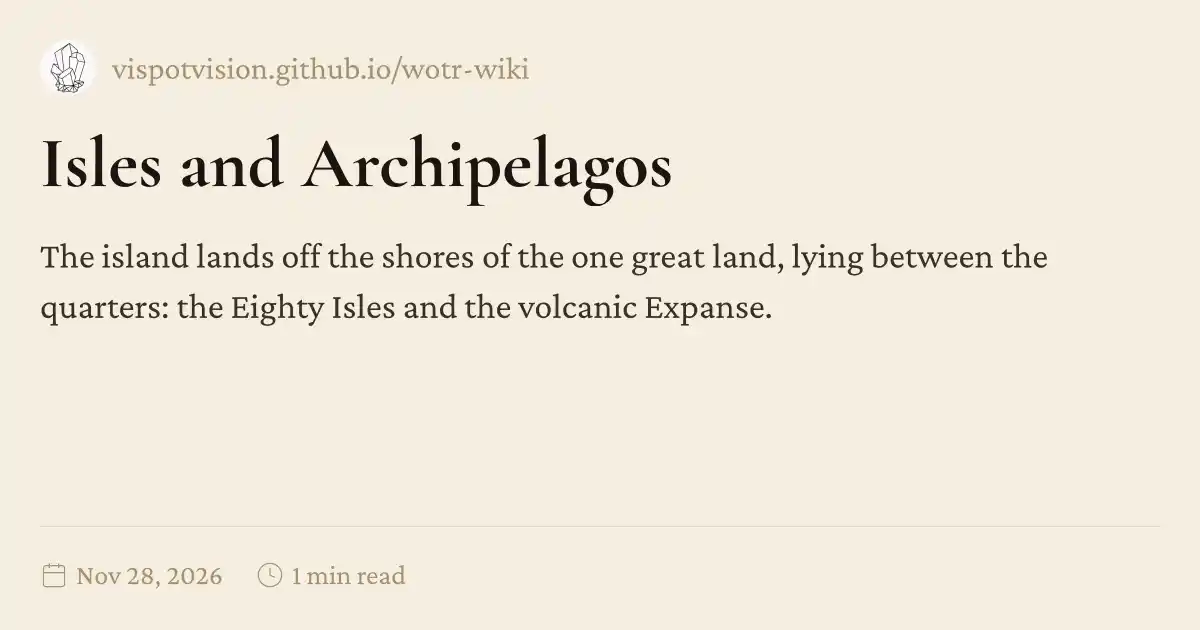 vispotvision.github.io/wotr-wiki
Isles and Archipelagos
The island lands off the shores of the one great land, lying between the
quarters: the Eighty Isles and the volcanic Expanse.
Nov 28, 2026
1 min read